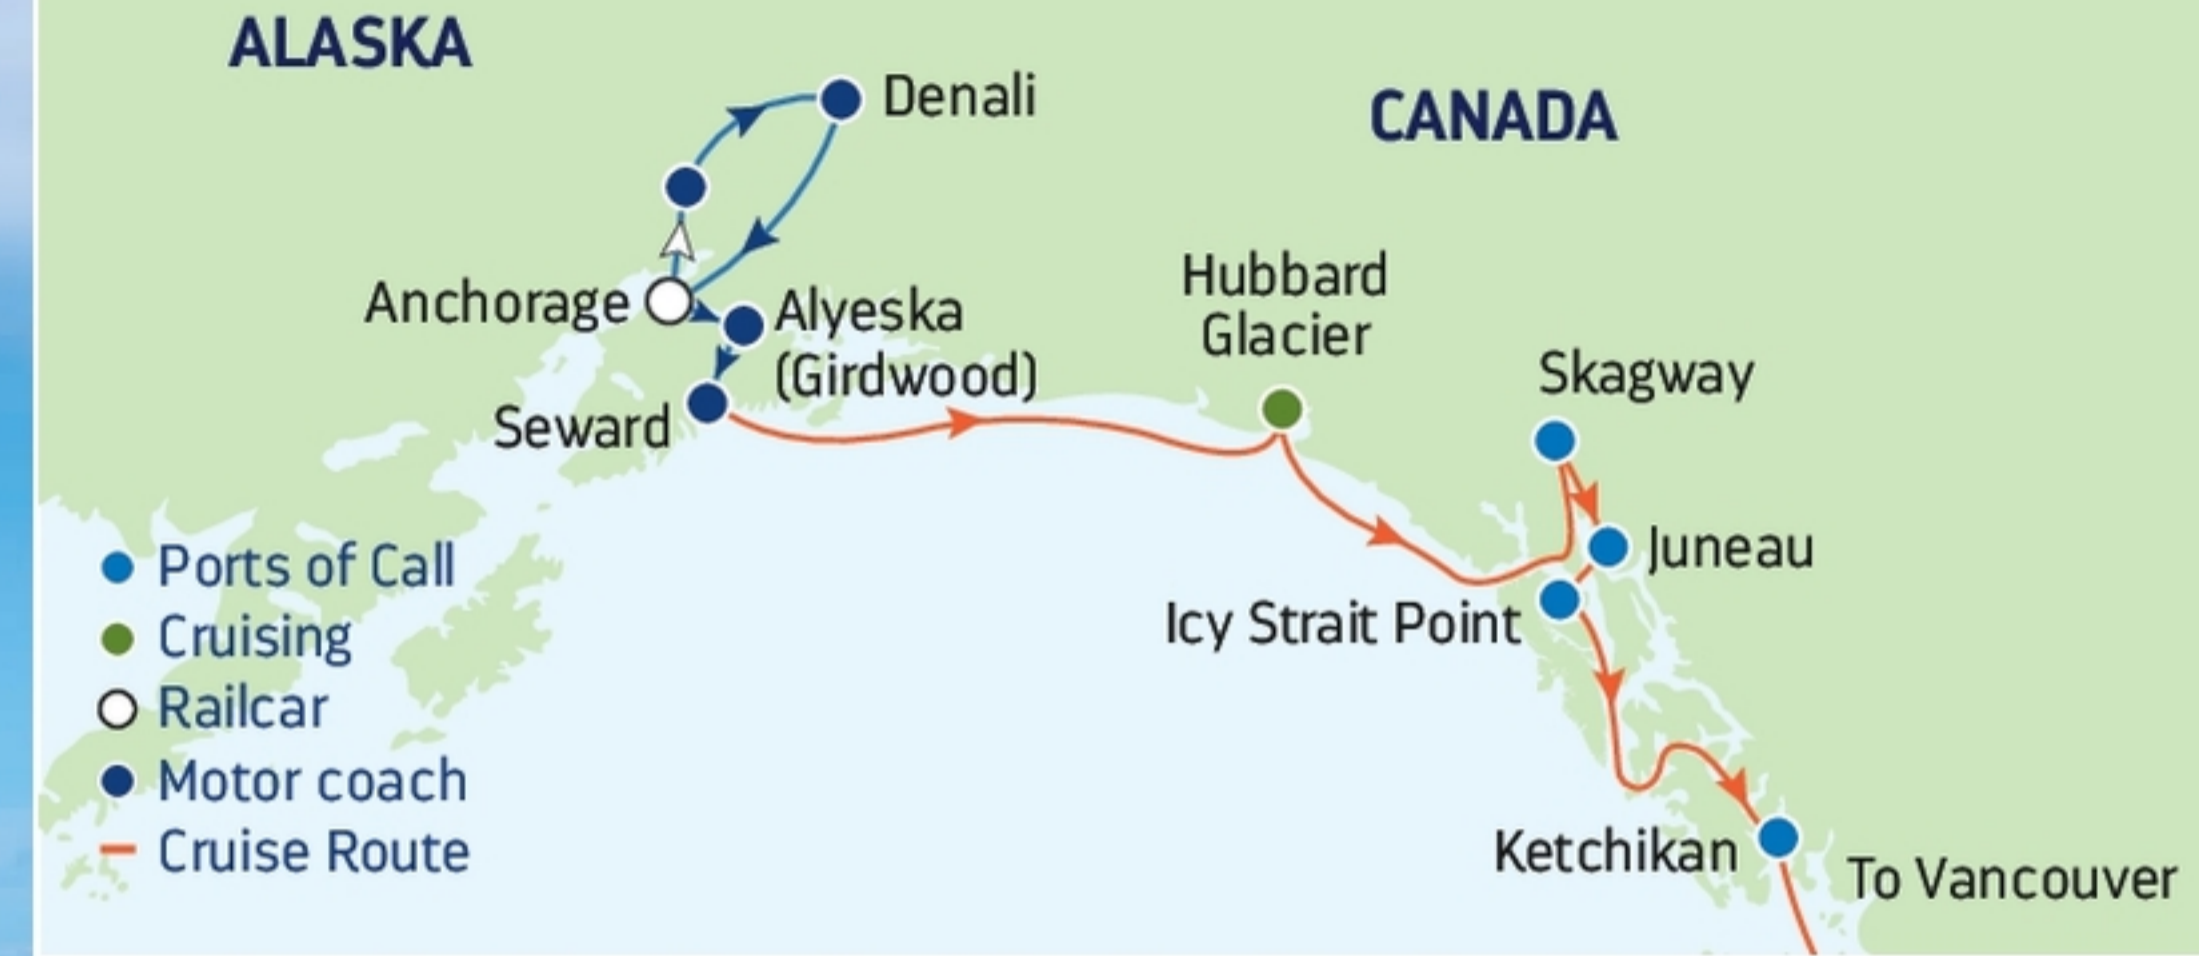 ALASKA
Denali
CANADA
Anchorage
Alyeska
(Girdwood)
Hubbard
Glacier
Skagway
Seward
Juneau
Icy Strait Point
Ketchikan
To Vancouver
Ports of Call
Cruising
Railcar
Motor coach
Cruise Route